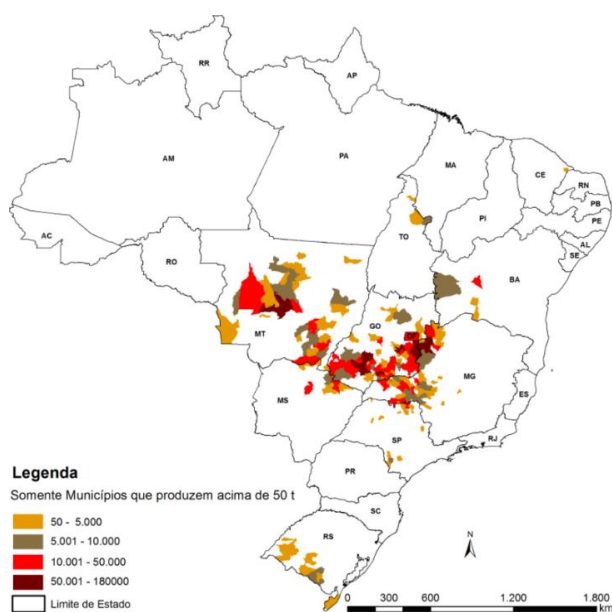 RR
AP
AM
PA
MA
CE
RN
PB
PE
PI
AL
SE
AC
TO
RO
BA
MT
GO
MG
ES
MS
SP
RJ
PR
SC
RS
Legenda
Somente Municípios que produzem acima de 50 t
50 - 5.000
5.001 - 10.000
10.001 - 50.000
50.001 - 180000
Limite de Estado
N
0 300 600 1.200 1.800
km